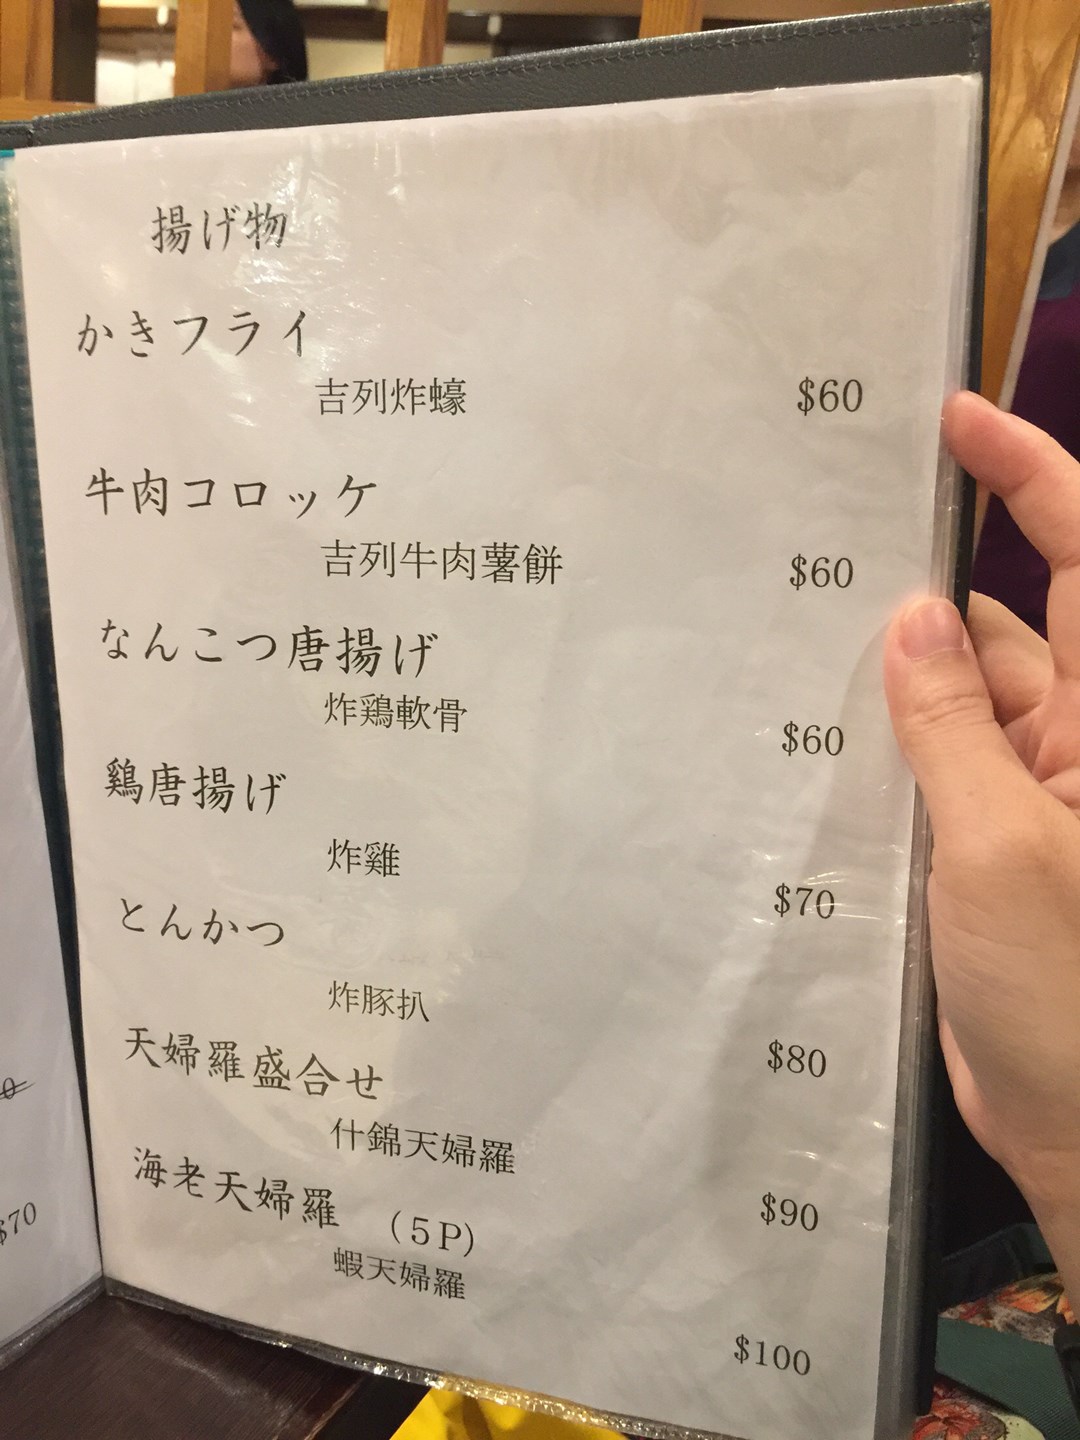 揚げ物
かきフライ
吉列炸蠔 $60
牛肉コロッケ
吉列牛肉薯餅 $60
なんこつ唐揚げ
炸鶏軟骨 $60
鷄唐揚げ
炸雞 $70
とんかつ
炸豚扒 $80
天婦羅盛合せ
什錦天婦羅 $90
海老天婦羅 (5P)
蝦天婦羅 $100
$70